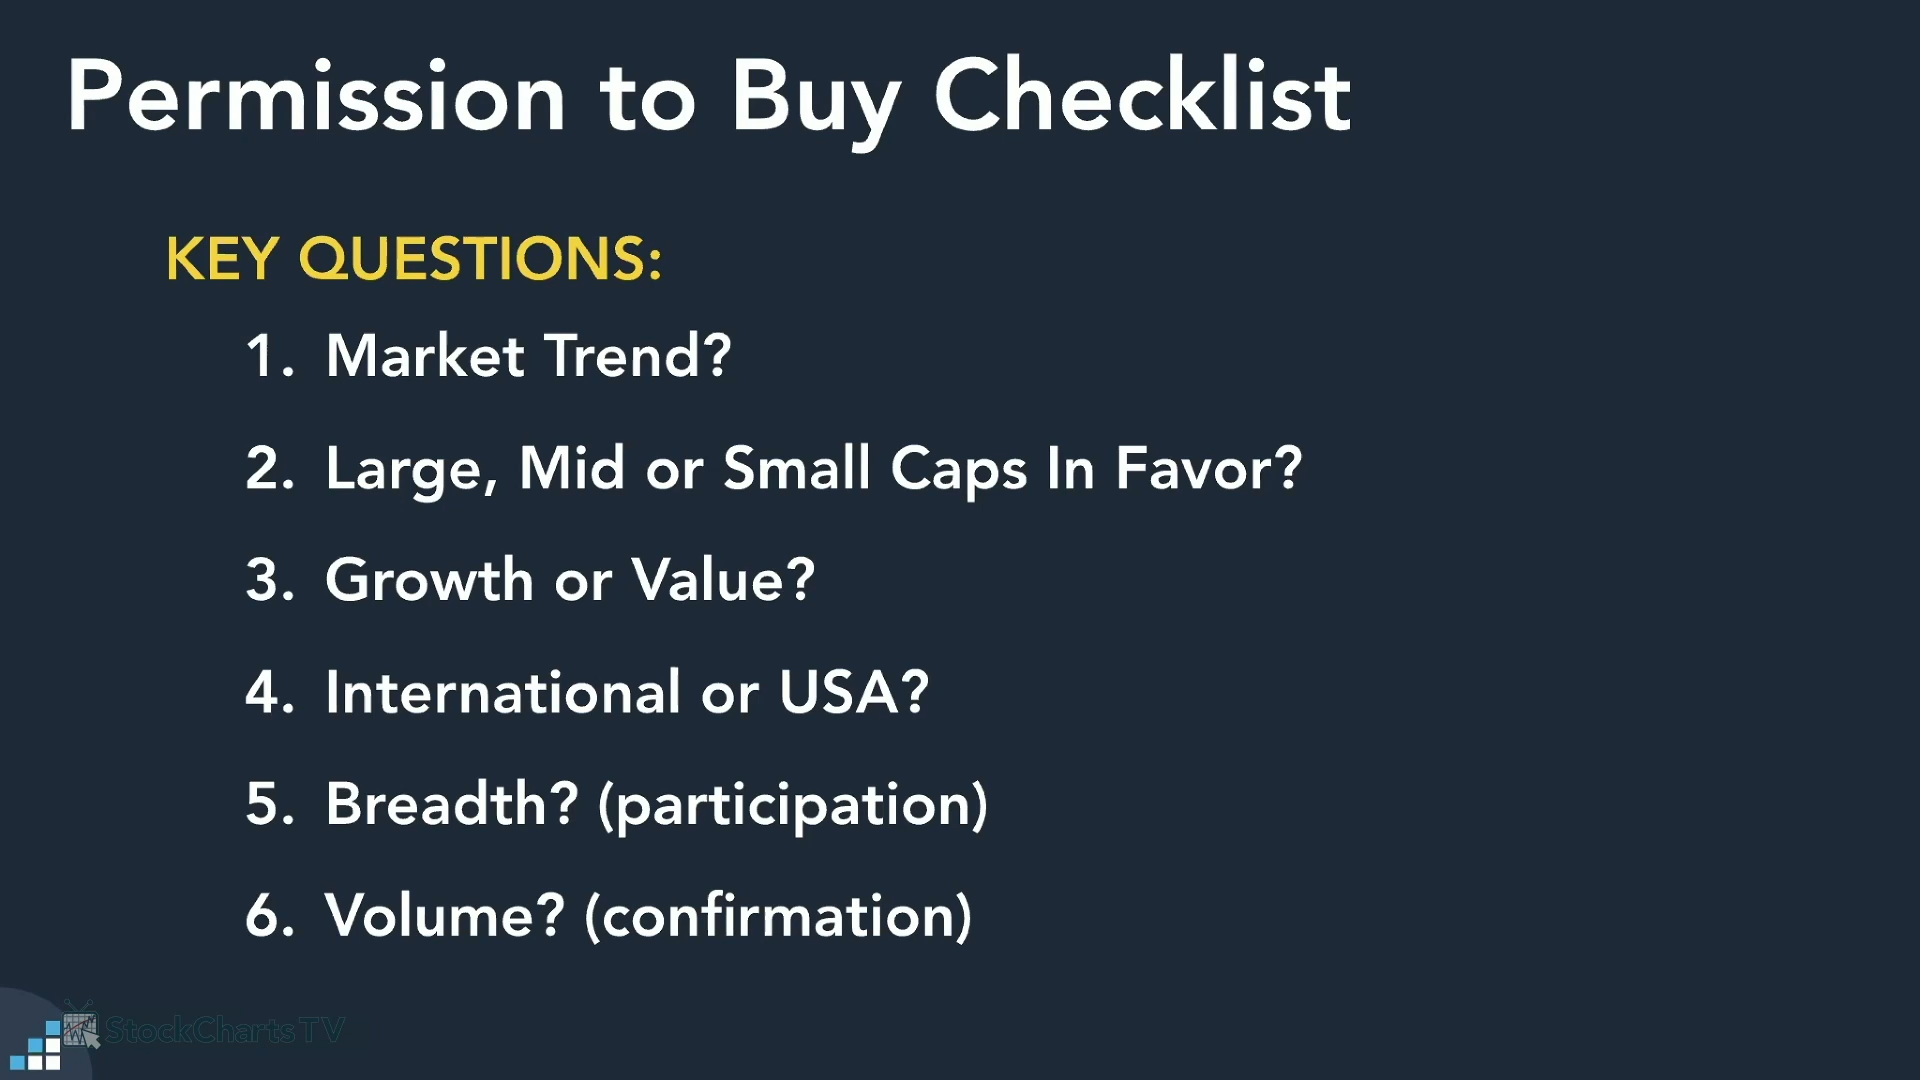 Permission to Buy Checklist
KEY QUESTIONS:
1. Market Trend?
2. Large, Mid or Small Caps In Favor?
3. Growth or Value?
4. International or USA?
5. Breadth? (participation)
6. Volume? (confirmation)
StockCharts TV